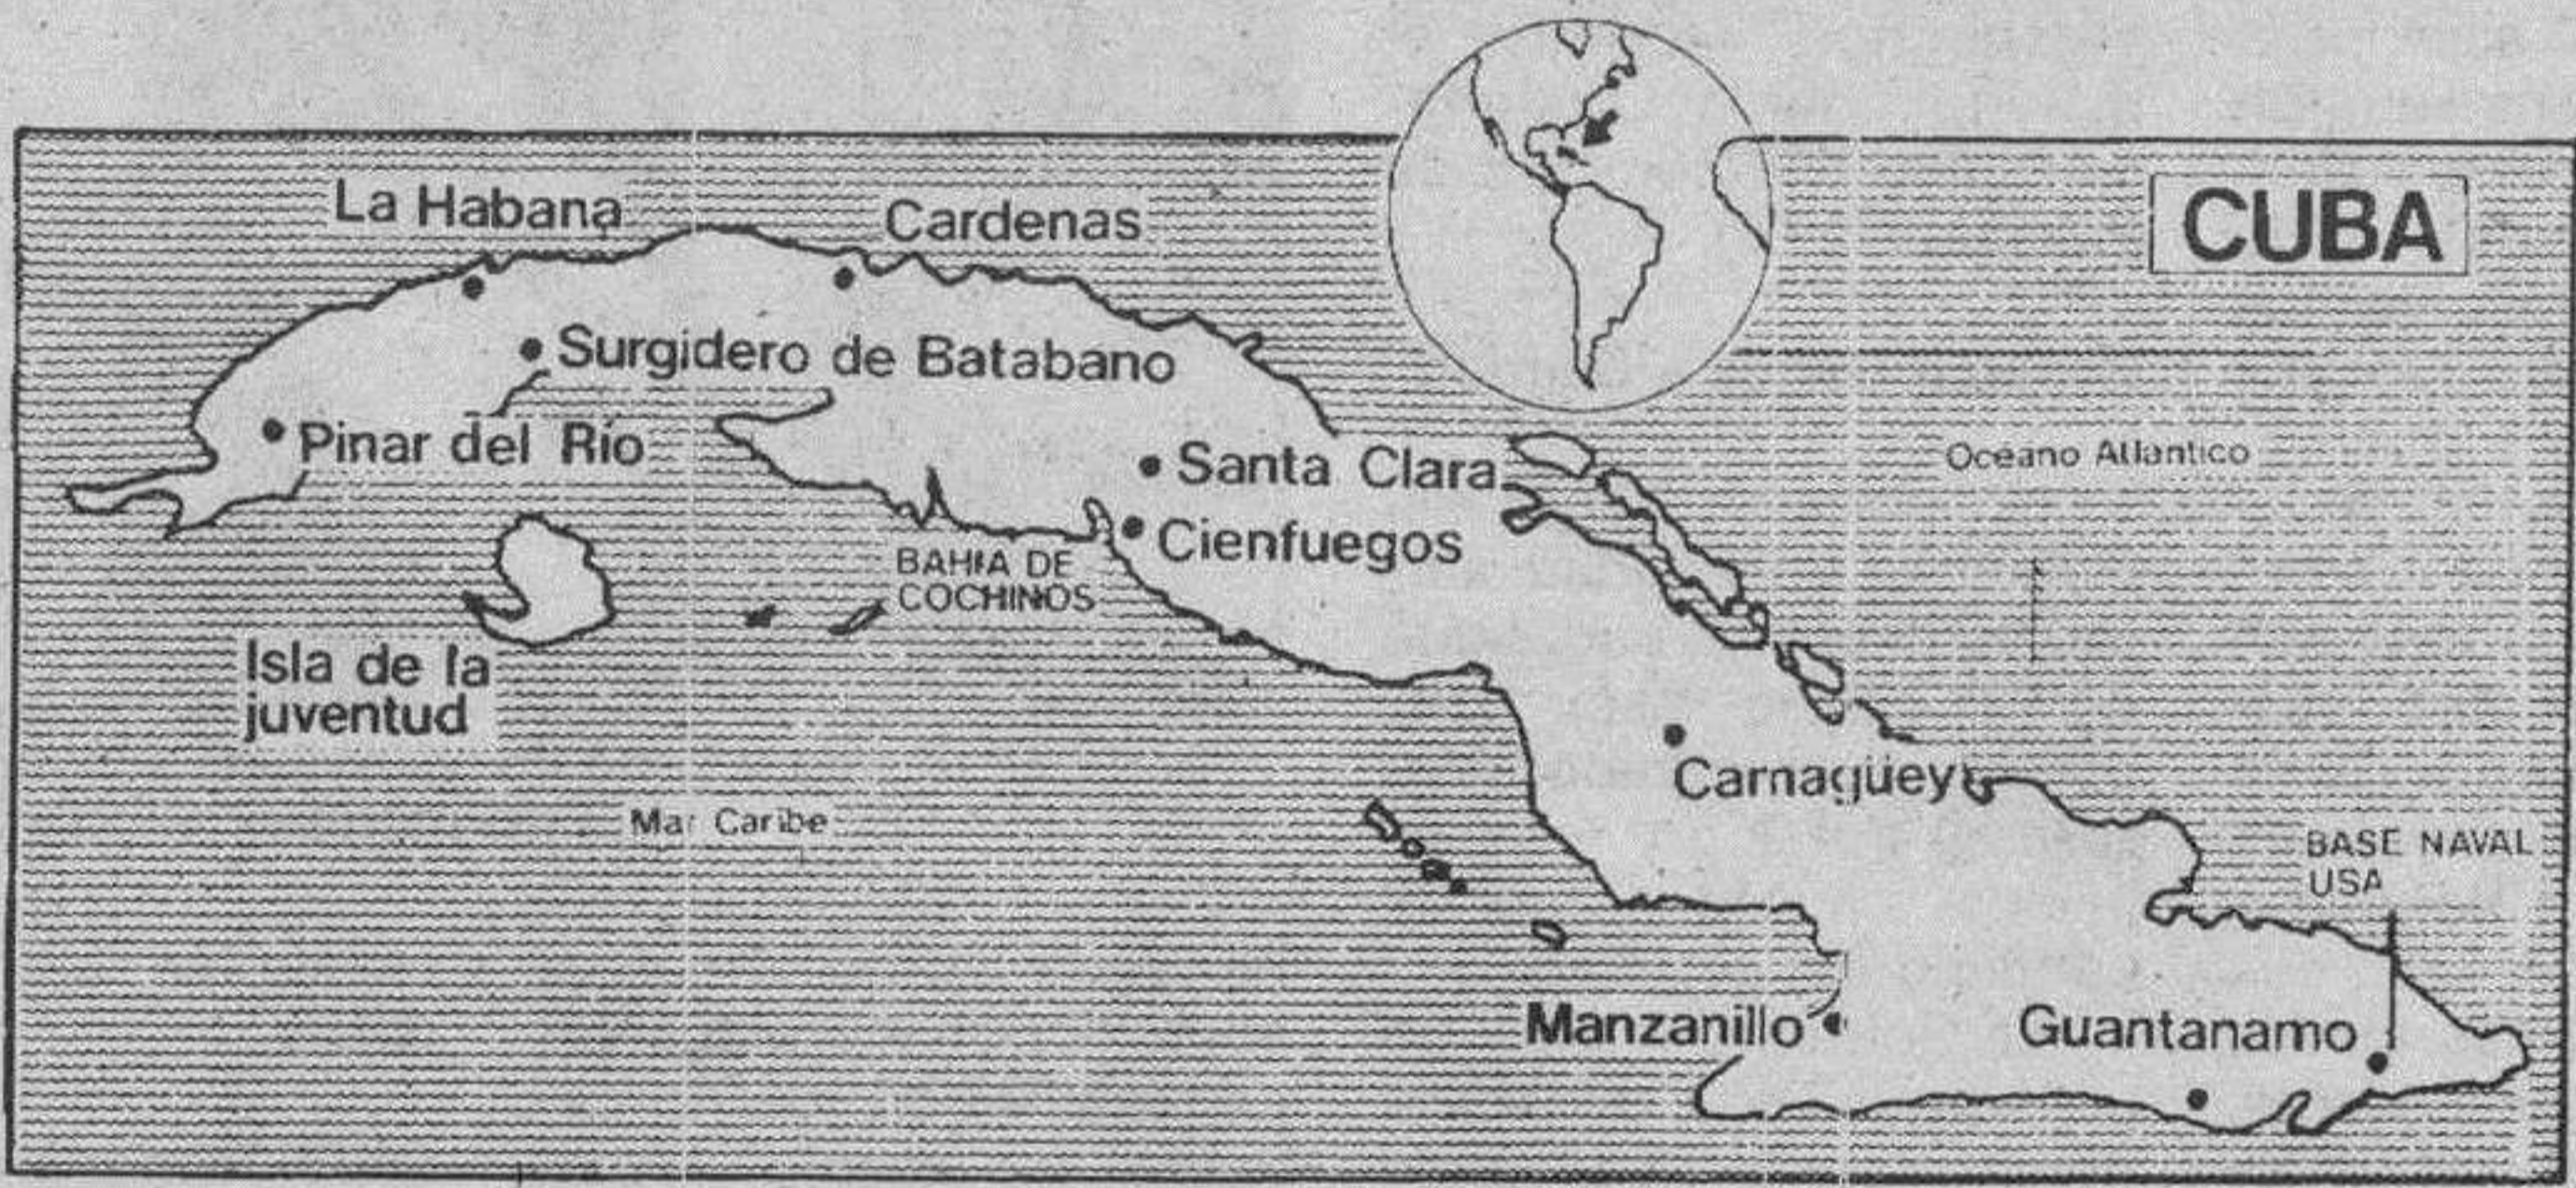 CUBA
La Habana
Cardenas
Surgidero de Batabano
Pinar del Río
Santa Clara
Océano Atlantico
Cienfuegos
BAHIA DE
COCHINOS
Isla de la
juventud
Carnagüey
Mar Caribe
BASE NAVAL
USA
Manzanillo
Guantanamo